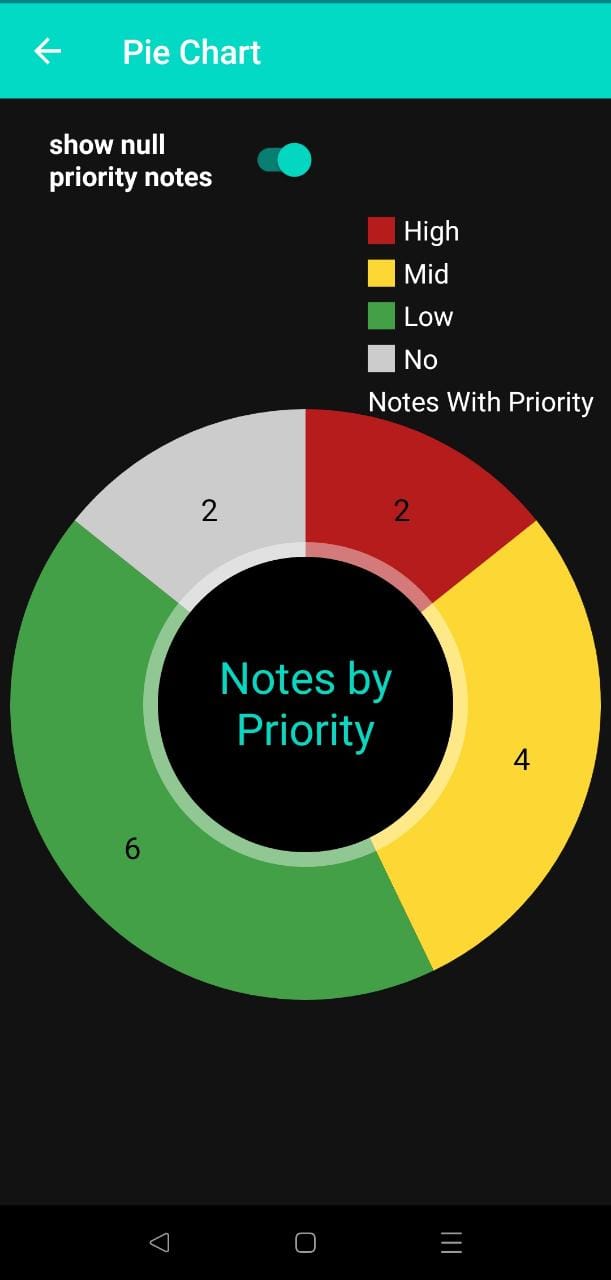 Pie Chart
show null
priority notes
High
Mid
Low
No
Notes With Priority
2
2
4
6
Notes by
Priority